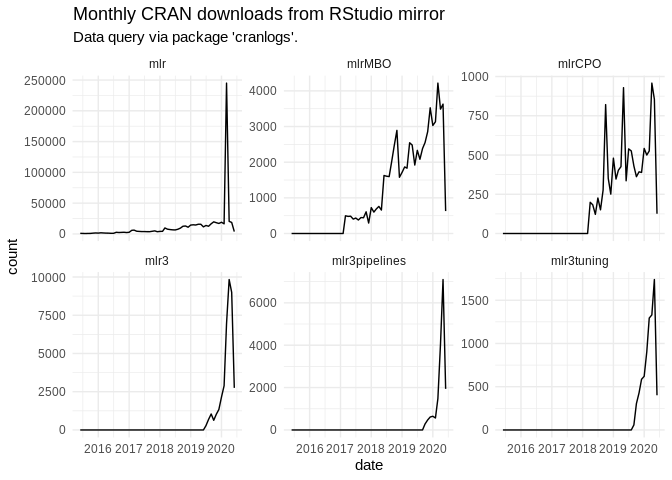 Monthly CRAN downloads from RStudio mirror
Data query via package 'cranlogs'.
mlr
mlrMBO
mlrCPO
250000
200000
150000
100000
50000
0
4000
3000
2000
1000
0
1000
750
500
250
0
count
mlr3
mlr3pipelines
mlr3tuning
10000
7500
5000
2500
0
6000
4000
2000
0
1500
1000
500
0
2016 2017 2018 2019 2020
2016 2017 2018 2019 2020
2016 2017 2018 2019 2020
date